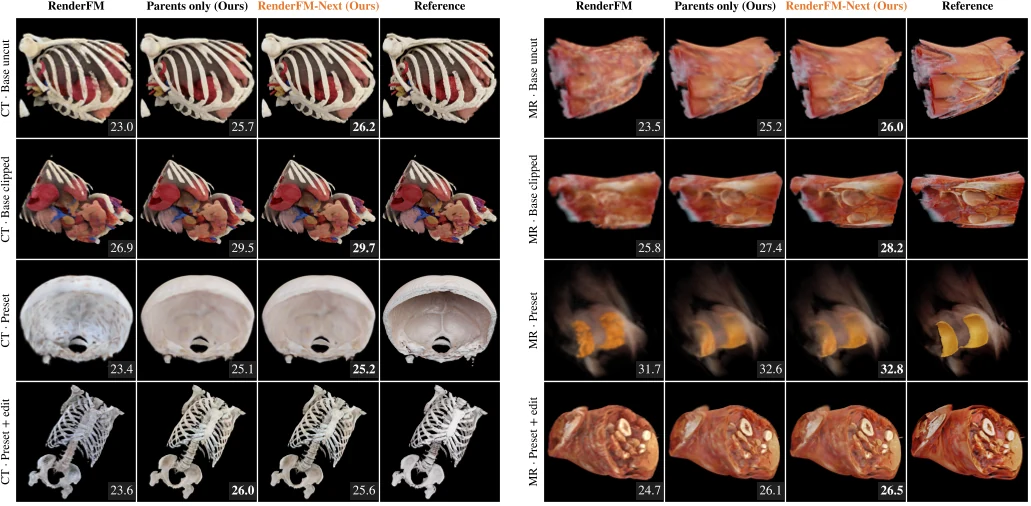 RenderFM Parents only (Ours) RenderFM-Next (Ours) Reference
CT · Base uncut
23.0 25.7 26.2
CT · Base clipped
26.9 29.5 29.7
CT · Preset
23.4 25.1 25.2
CT · Preset + edit
23.6 26.0 25.6
RenderFM Parents only (Ours) RenderFM-Next (Ours) Reference
MR · Base uncut
23.5 25.2 26.0
MR · Base clipped
25.8 27.4 28.2
MR · Preset
31.7 32.6 32.8
MR · Preset + edit
24.7 26.1 26.5